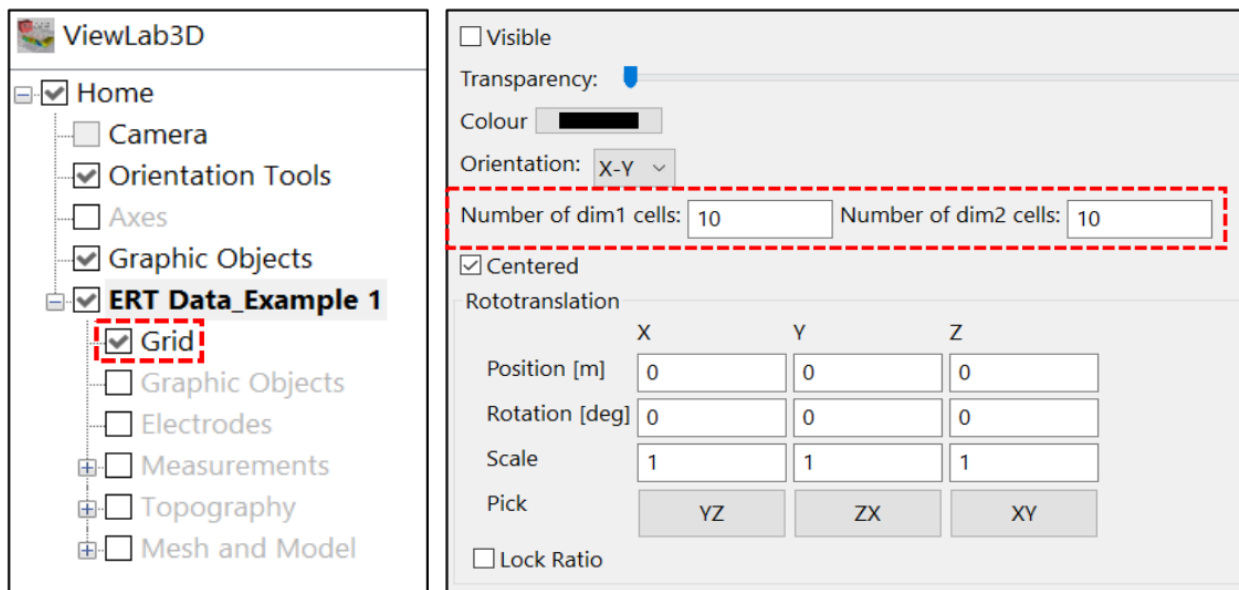 ViewLab3D
Home
Camera
Orientation Tools
Axes
Graphic Objects
ERT Data_Example 1
Grid
Graphic Objects
Electrodes
Measurements
Topography
Mesh and Model
Visible
Transparency:
Colour
Orientation: X-Y
Number of dim1 cells: 10 Number of dim2 cells: 10
Centered
Rototranslation
X Y Z
Position [m] 0 0 0
Rotation [deg] 0 0 0
Scale 1 1 1
Pick YZ ZX XY
Lock Ratio